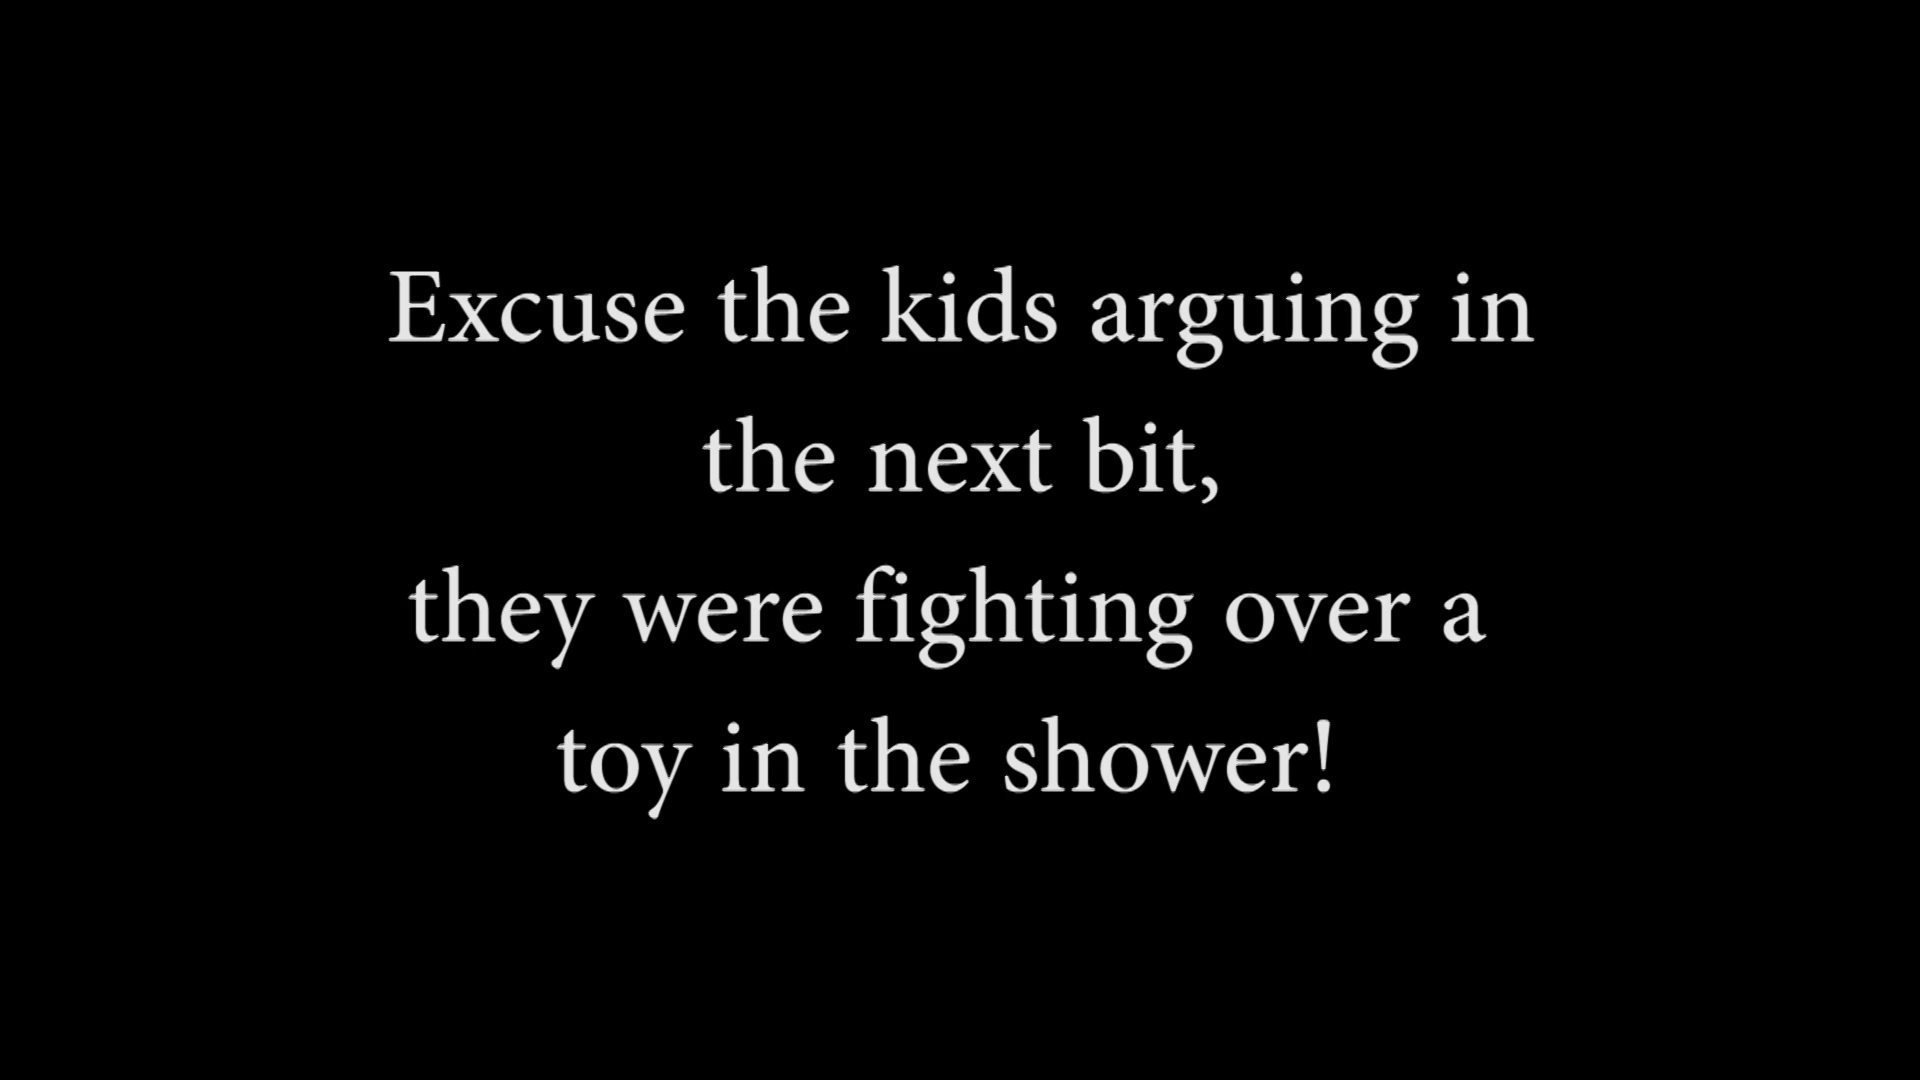 Excuse the kids arguing in
the next bit,
they were fighting over a
toy in the shower!